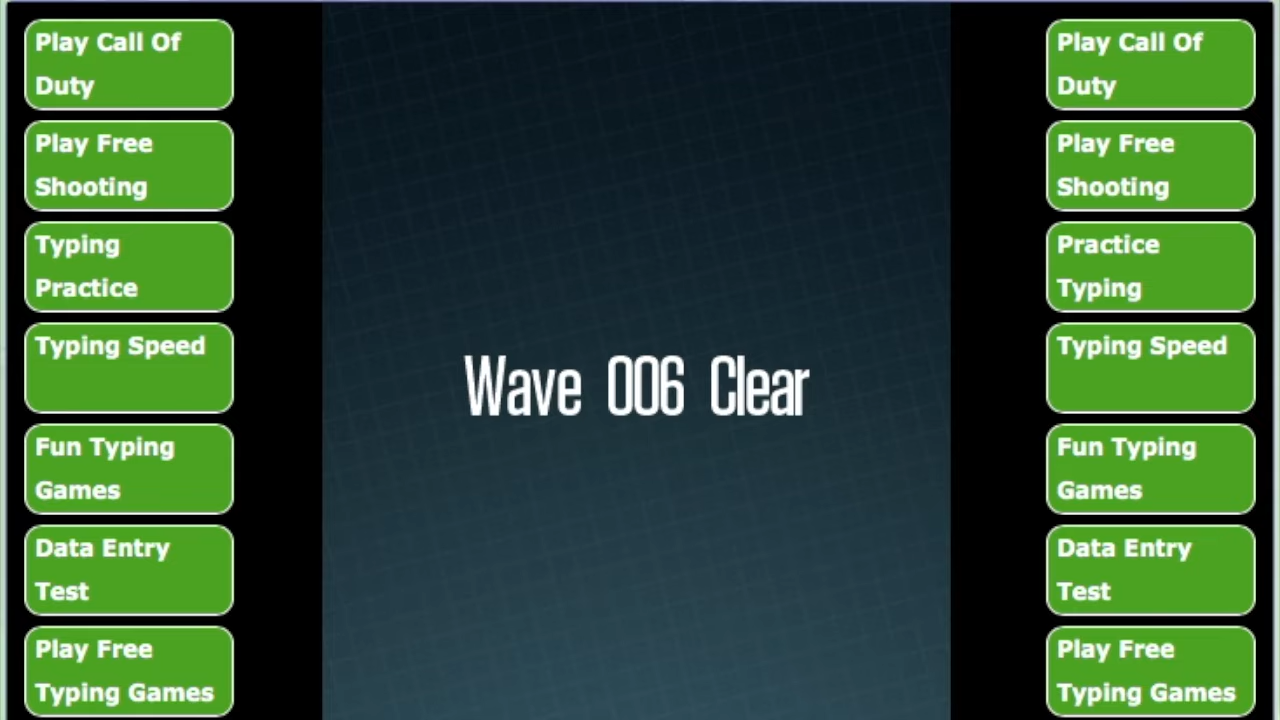 Play Call Of
Duty
Play Free
Shooting
Typing
Practice
Typing Speed
Fun Typing
Games
Data Entry
Test
Play Free
Typing Games
Wave 006 Clear
Play Call Of
Duty
Play Free
Shooting
Practice
Typing
Typing Speed
Fun Typing
Games
Data Entry
Test
Play Free
Typing Games